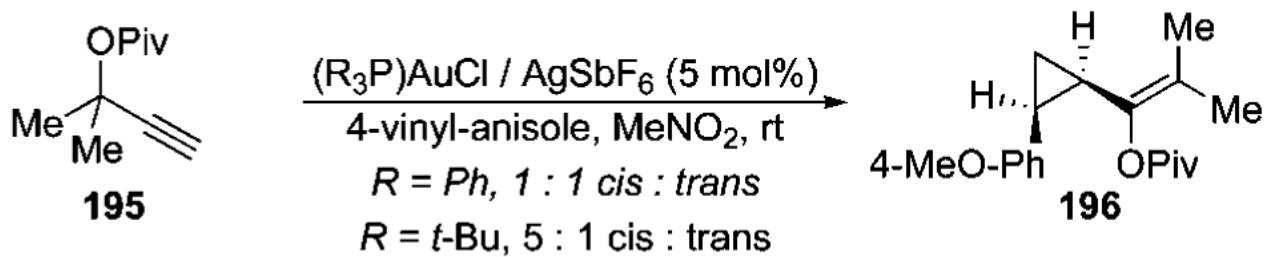 OPiv
Me
Me
195
(R₃P)AuCl / AgSbF₆ (5 mol%)
4-vinyl-anisole, MeNO₂, rt
R = Ph, 1 : 1 cis : trans
R = t-Bu, 5 : 1 cis : trans
H
Me
H
Me
4-MeO-Ph
OPiv
196